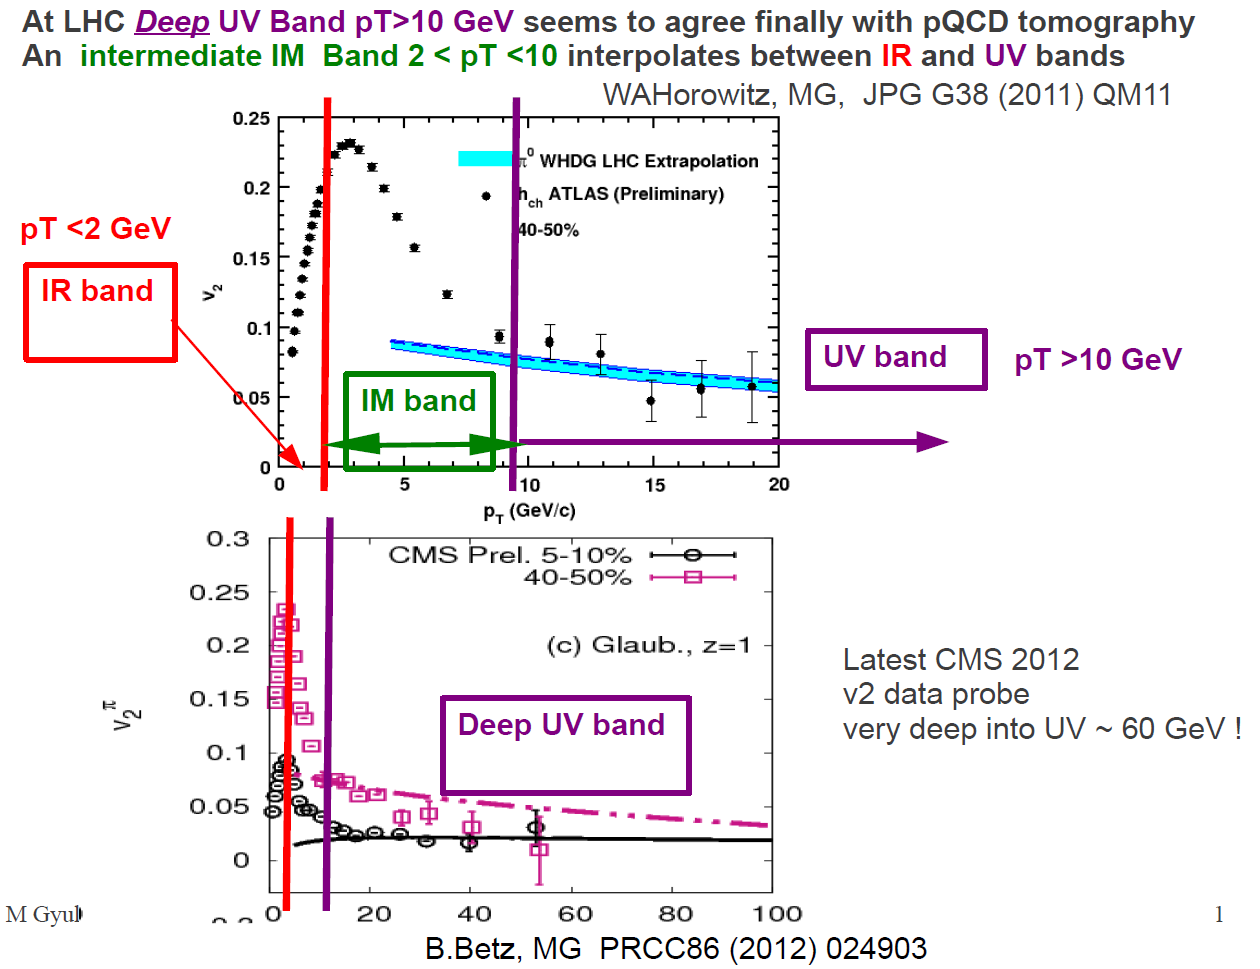 At LHC Deep UV Band pT>10 GeV seems to agree finally with pQCD tomography
An intermediate IM Band 2 < pT <10 interpolates between IR and UV bands
WAHorowitz, MG, JPG G38 (2011) QM11
0.25
π⁰ WHDG LHC Extrapolation
0.2
h_ch ATLAS (Preliminary)
pT <2 GeV
40-50%
0.15
IR band
v₂
0.1
UV band
pT >10 GeV
0.05
IM band
0
0 5 10 15 20
p_T (GeV/c)
0.3
CMS Prel. 5-10%
40-50%
0.25
0.2
(c) Glaub., z=1
Latest CMS 2012
v2 data probe
very deep into UV ~ 60 GeV !
0.15
v₂^π
Deep UV band
0.1
0.05
0
M Gyul
0 20 40 60 80 100
1
B.Betz, MG PRCC86 (2012) 024903